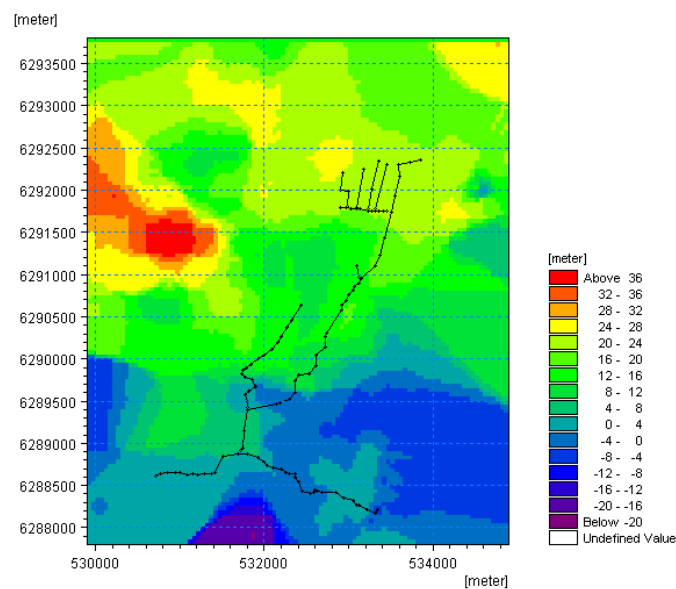 [meter]
6293500
6293000
6292500
6292000
6291500
6291000
6290500
6290000
6289500
6289000
6288500
6288000
530000
532000
534000
[meter]
[meter]
Above 36
32 - 36
28 - 32
24 - 28
20 - 24
16 - 20
12 - 16
8 - 12
4 - 8
0 - 4
-4 - 0
-8 - -4
-12 - -8
-16 - -12
-20 - -16
Below -20
Undefined Value